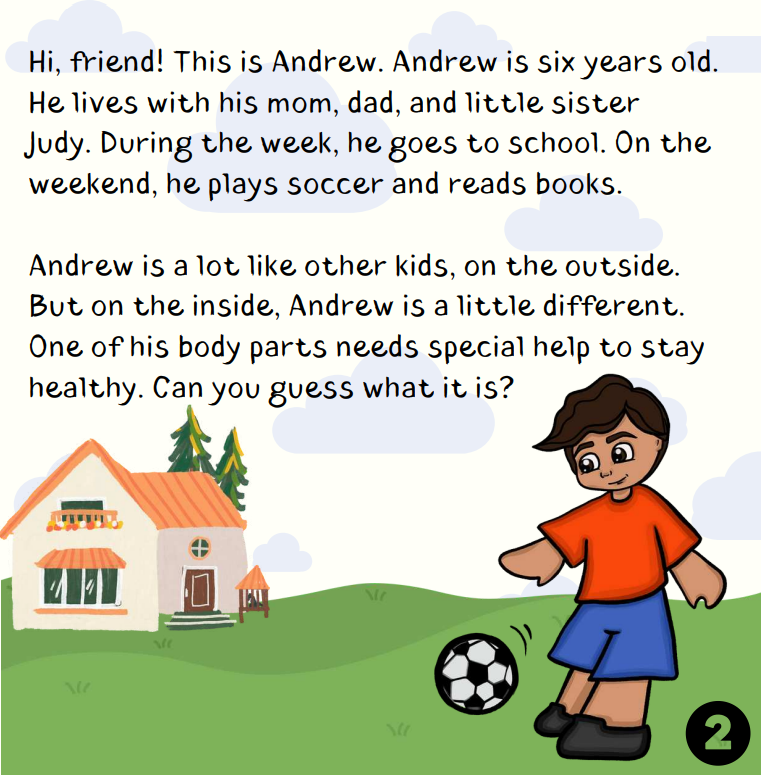 Hi, friend! This is Andrew. Andrew is six years old.
He lives with his mom, dad, and little sister
Judy. During the week, he goes to school. On the
weekend, he plays soccer and reads books.
Andrew is a lot like other kids, on the outside.
But on the inside, Andrew is a little different.
One of his body parts needs special help to stay
healthy. Can you guess what it is?
2